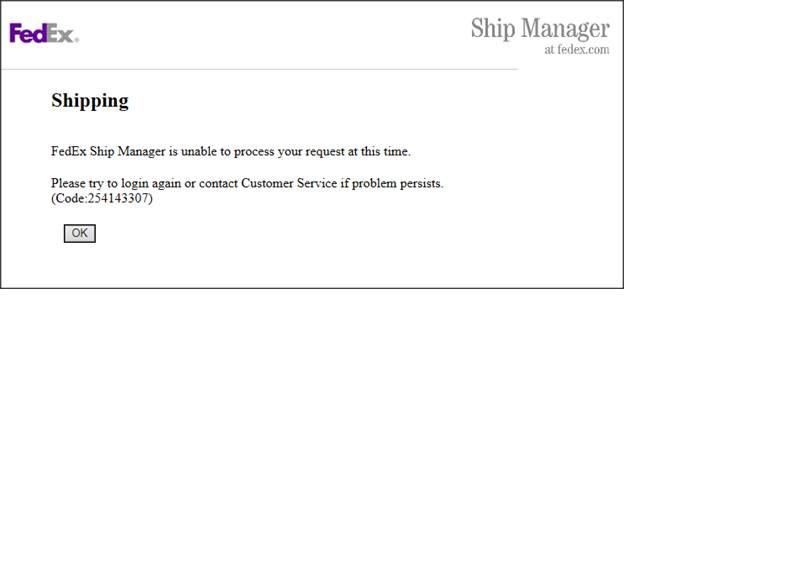 FedEx®
Ship Manager
at fedex.com
Shipping
FedEx Ship Manager is unable to process your request at this time.
Please try to login again or contact Customer Service if problem persists.
(Code:254143307)
OK